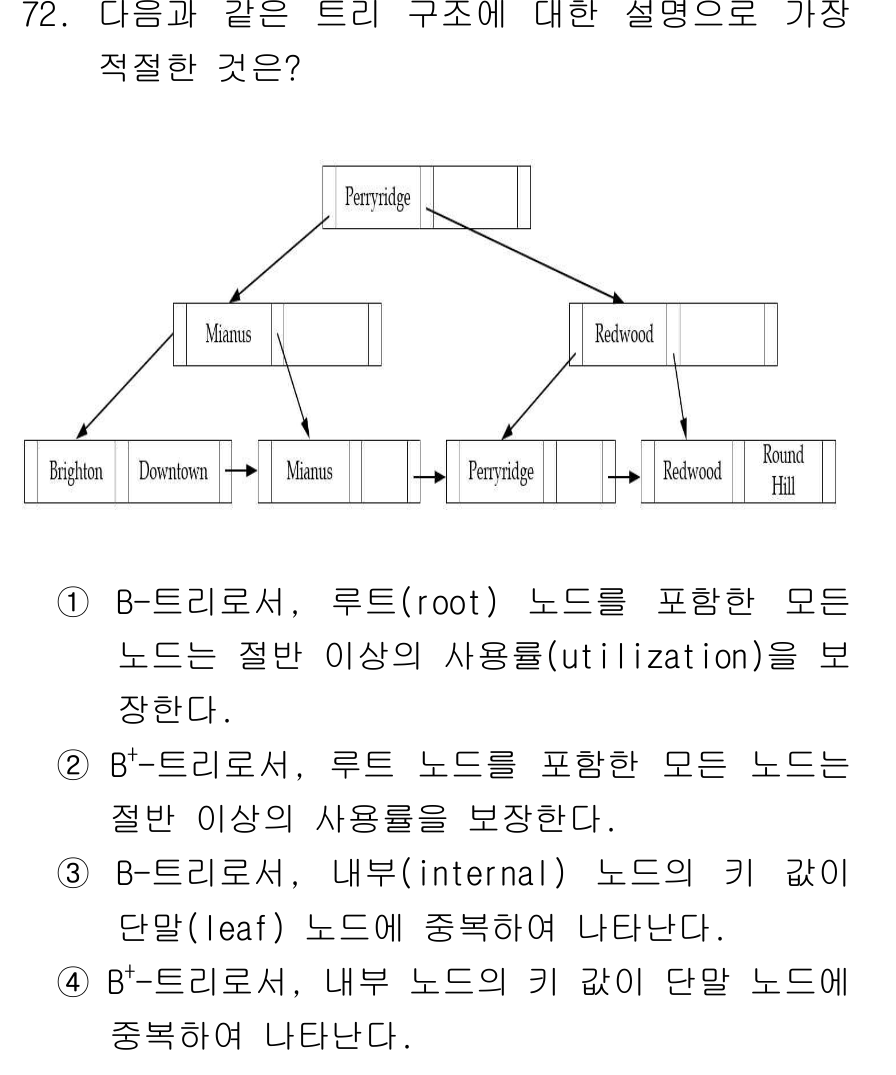 72. 다음과 같은 트리 구조에 대한 설명으로 가장
적절한 것은?
Perryridge
Mianus
Redwood
Brighton
Downtown
Mianus
Perryridge
Redwood
Round
Hill
① B-트리로서, 루트(root) 노드를 포함한 모든
노드는 절반 이상의 사용률(utilization)을 보
장한다.
② B⁺-트리로서, 루트 노드를 포함한 모든 노드는
절반 이상의 사용률을 보장한다.
③ B-트리로서, 내부(internal) 노드의 키 값이
단말(leaf) 노드에 중복하여 나타난다.
④ B⁺-트리로서, 내부 노드의 키 값이 단말 노드에
중복하여 나타난다.